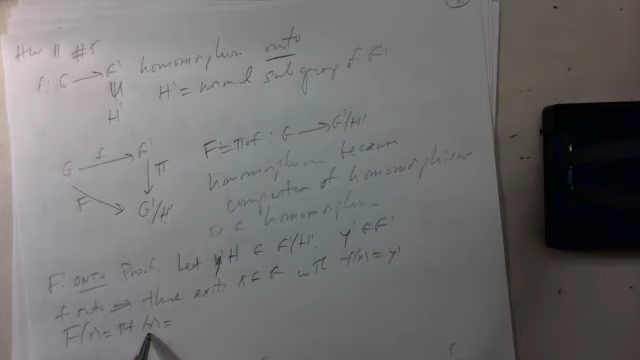 HW 11 #5
f: G → G' homomorphism onto
H' = normal subgroup of G'
H'
G f G'
π
F G'/H'
F = π∘f : G → G'/H'
homomorphism because
composition of homomorphisms
is a homomorphism
F: onto Proof. Let y'H' ∈ G'/H'. y' ∈ G'
f onto ⇒ there exists x ∈ G with f(x) = y'
F(x) = πf(x) =